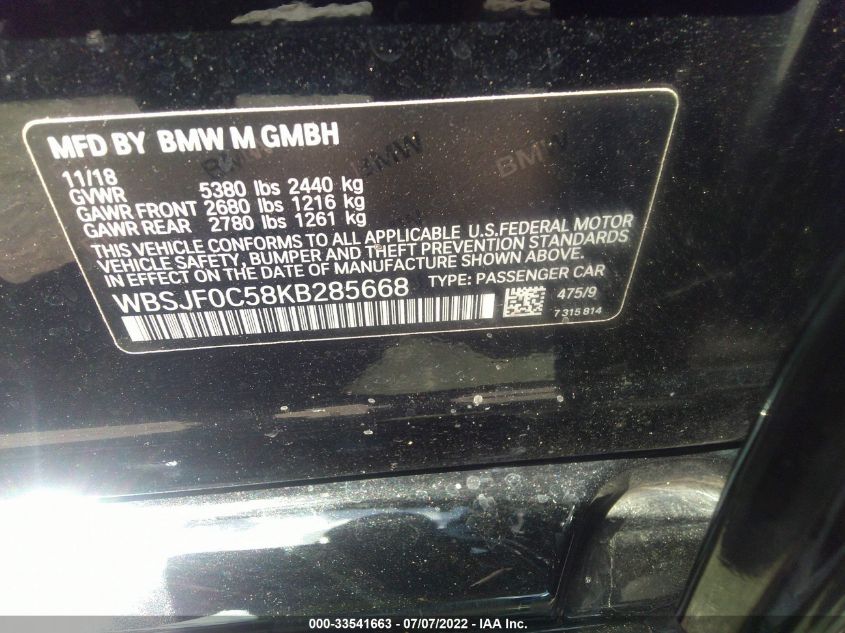 MFD BY BMW M GMBH
11/18
GVWR 5380 lbs 2440 kg
GAWR FRONT 2680 lbs 1216 kg
GAWR REAR 2780 lbs 1261 kg
THIS VEHICLE CONFORMS TO ALL APPLICABLE U.S.FEDERAL MOTOR
VEHICLE SAFETY, BUMPER AND THEFT PREVENTION STANDARDS
IN EFFECT ON THE DATE OF MANUFACTURE SHOWN ABOVE.
WBSJF0C58KB285668 TYPE: PASSENGER CAR
475/9
7 315 814
BMW BMW BMW
000-33541663 - 07/07/2022 - IAA Inc.